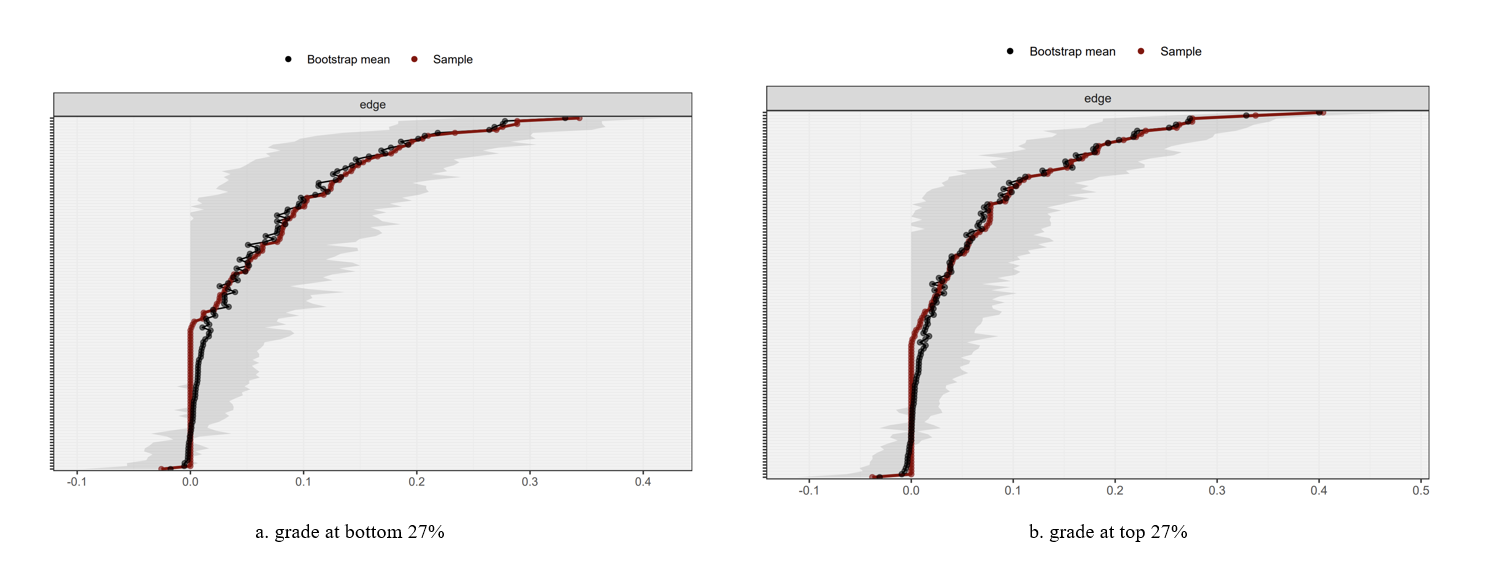 Bootstrap mean Sample
edge
-0.1 0.0 0.1 0.2 0.3 0.4
a. grade at bottom 27%
Bootstrap mean Sample
edge
-0.1 0.0 0.1 0.2 0.3 0.4 0.5
b. grade at top 27%